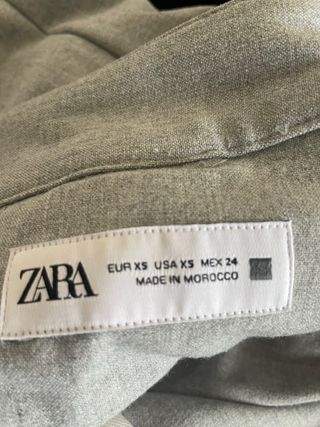 ZARA
EUR XS USA XS MEX 24
MADE IN MOROCCO